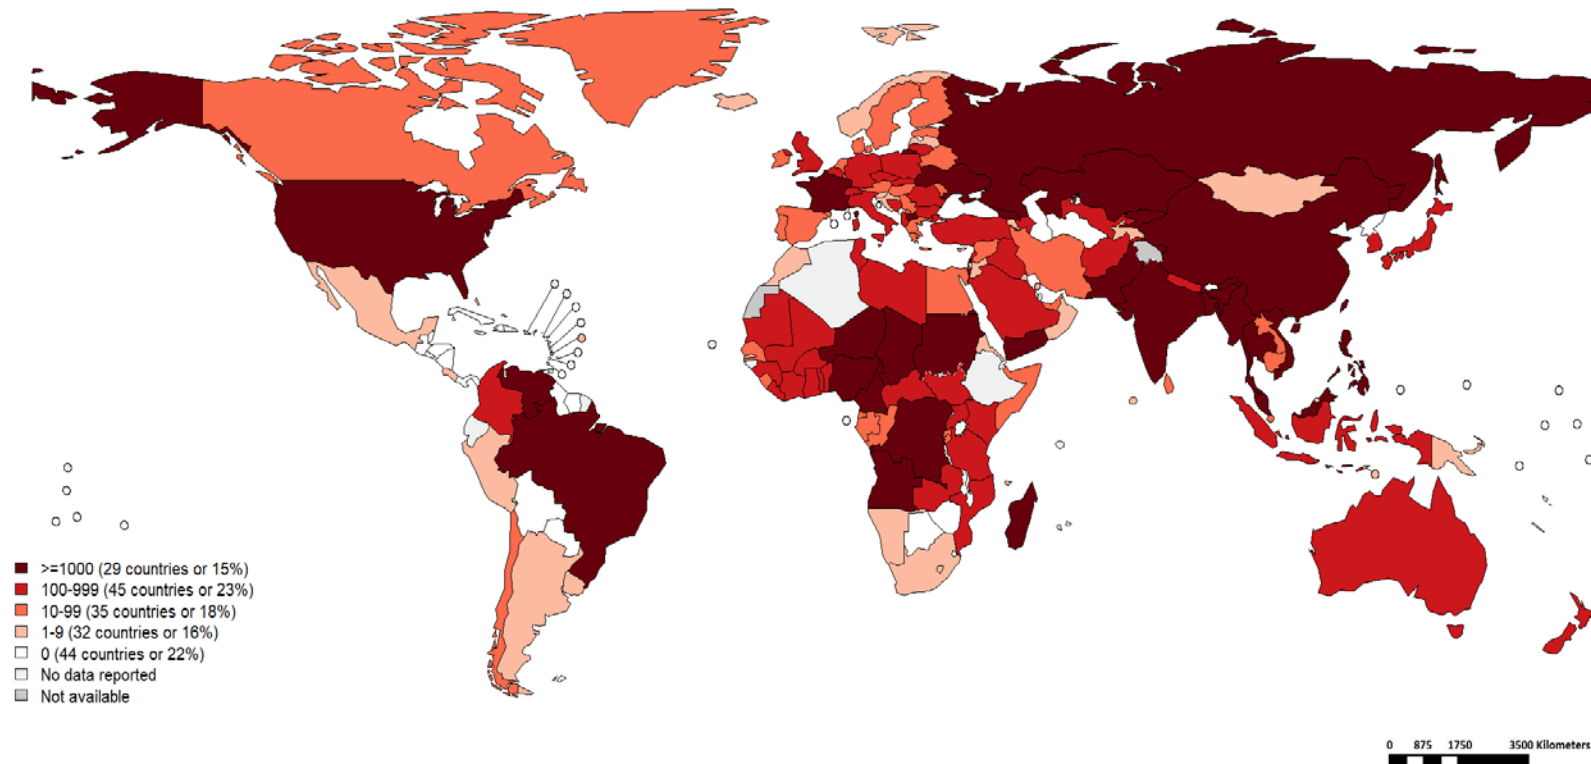 >=1000 (29 countries or 15%)
100-999 (45 countries or 23%)
10-99 (35 countries or 18%)
1-9 (32 countries or 16%)
0 (44 countries or 22%)
No data reported
Not available
0 875 1750 3500 Kilometers